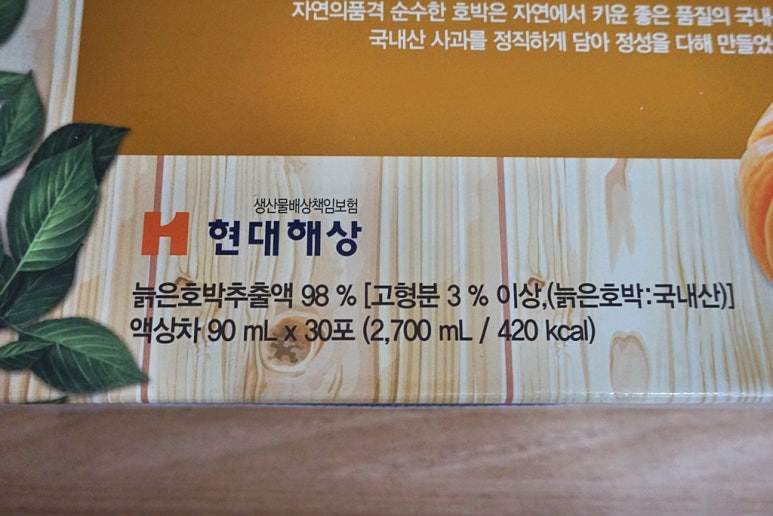 자연의품격 순수한 호박은 자연에서 키운 좋은 품질의 국내
국내산 사과를 정직하게 담아 정성을 다해 만들었
생산물배상책임보험
현대해상
늙은호박추출액 98 % [고형분 3 % 이상,(늙은호박:국내산)]
액상차 90 mL x 30포 (2,700 mL / 420 kcal)